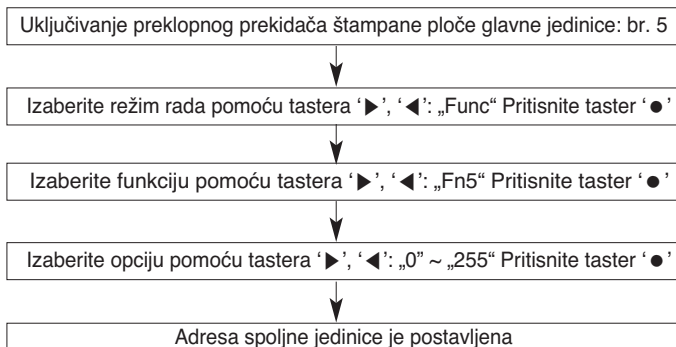 Uključivanje preklopnog prekidača štampane ploče glavne jedinice: br. 5
Izaberite režim rada pomoću tastera ‘▶’, ‘◀’: „Func“ Pritisnite taster ‘●’
Izaberite funkciju pomoću tastera ‘▶’, ‘◀’: „Fn5“ Pritisnite taster ‘●’
Izaberite opciju pomoću tastera ‘▶’, ‘◀’: „0” ~ „255“ Pritisnite taster ‘●’
Adresa spoljne jedinice je postavljena